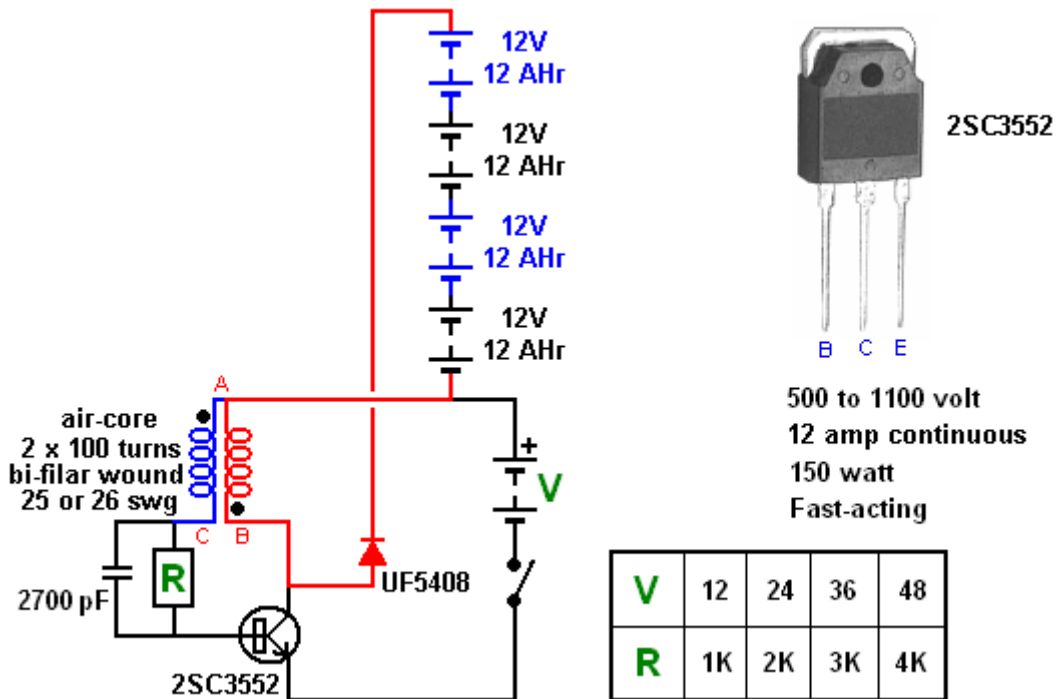 12V
12 AHr
12V
12 AHr
12V
12 AHr
12V
12 AHr
2SC3552
B C E
500 to 1100 volt
12 amp continuous
150 watt
Fast-acting
A
air-core
2 x 100 turns
bi-filar wound
25 or 26 swg
C B
+
V
R
2700 pF
UF5408
2SC3552
V 12 24 36 48
R 1K 2K 3K 4K